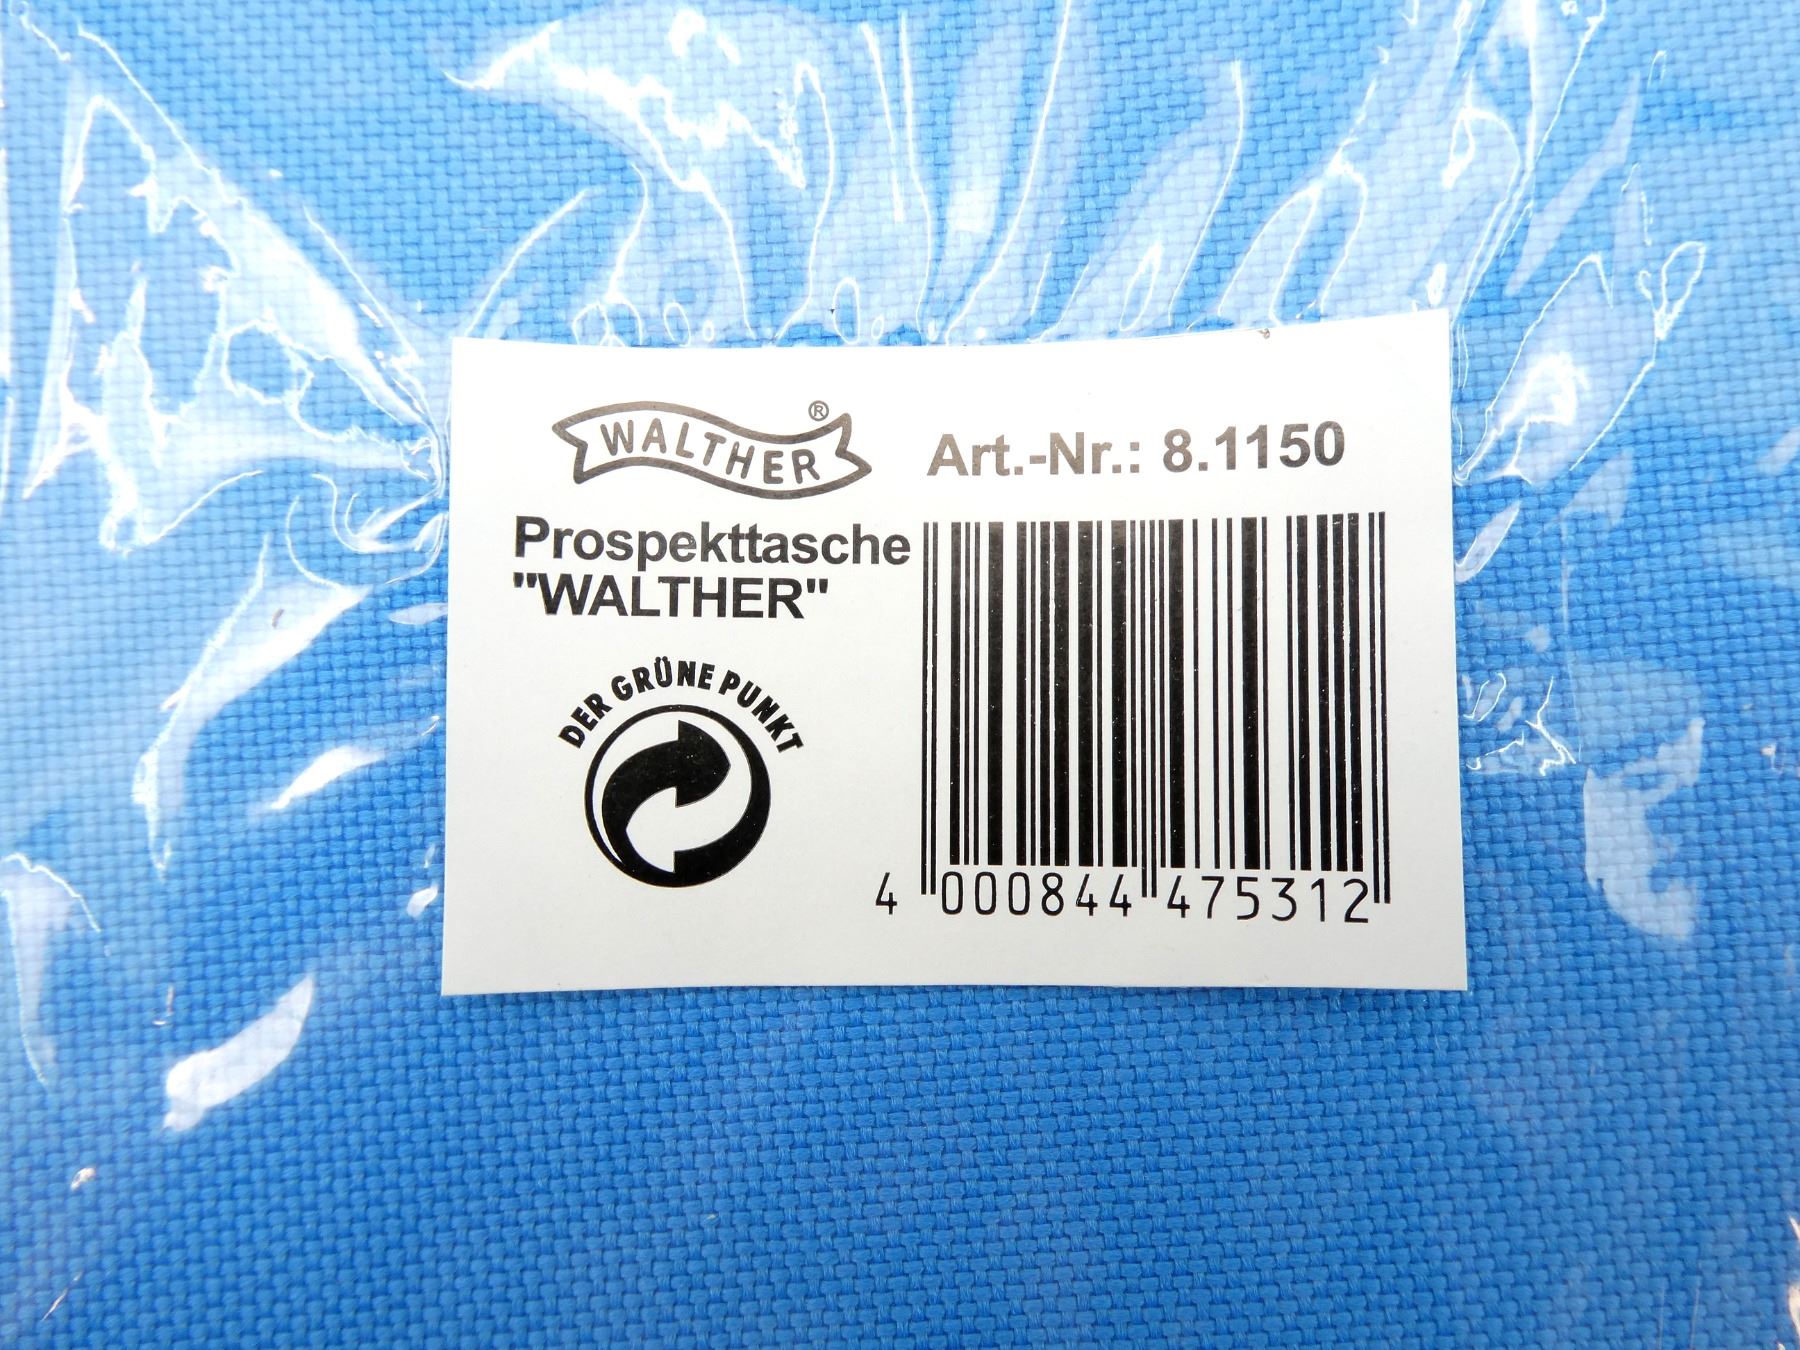 WALTHER ®
Art.-Nr.: 8.1150
Prospekttasche
"WALTHER"
DER GRÜNE PUNKT
4 000844 475312